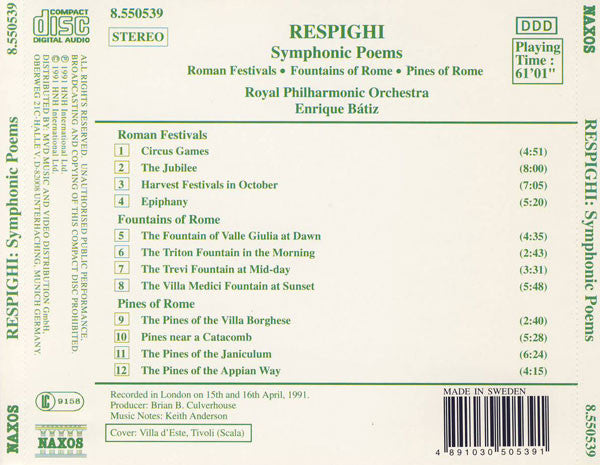 8.550539
COMPACT
disc
DIGITAL AUDIO
8.550539
STEREO
RESPIGHI
Symphonic Poems
Roman Festivals • Fountains of Rome • Pines of Rome
Royal Philharmonic Orchestra
Enrique Bátiz
DDD
Playing
Time :
61'01"
NAXOS
RESPIGHI: Symphonic Poems
ALL RIGHTS RESERVED. UNAUTHORISED PUBLIC PERFORMANCE,
BROADCASTING AND COPYING OF THIS COMPACT DISC PROHIBITED.
℗ 1991 HNH International Ltd.
© 1991 HNH International Ltd.
DISTRIBUTED BY: MVD MUSIC AND VIDEO DISTRIBUTION GmbH,
OBERWEG 21C-HALLE V. D-82008 UNTERHACHING, MUNICH GERMANY.
Roman Festivals
1 Circus Games (4:51)
2 The Jubilee (8:00)
3 Harvest Festivals in October (7:05)
4 Epiphany (5:20)
Fountains of Rome
5 The Fountain of Valle Giulia at Dawn (4:35)
6 The Triton Fountain in the Morning (2:43)
7 The Trevi Fountain at Mid-day (3:31)
8 The Villa Medici Fountain at Sunset (5:48)
Pines of Rome
9 The Pines of the Villa Borghese (2:40)
10 Pines near a Catacomb (5:28)
11 The Pines of the Janiculum (6:24)
12 The Pines of the Appian Way (4:15)
RESPIGHI: Symphonic Poems
NAXOS
LC 9158
NAXOS
Recorded in London on 15th and 16th April, 1991.
Producer: Brian B. Culverhouse
Music Notes: Keith Anderson
Cover: Villa d'Este, Tivoli (Scala)
MADE IN SWEDEN
4 891030 505391
8.550539